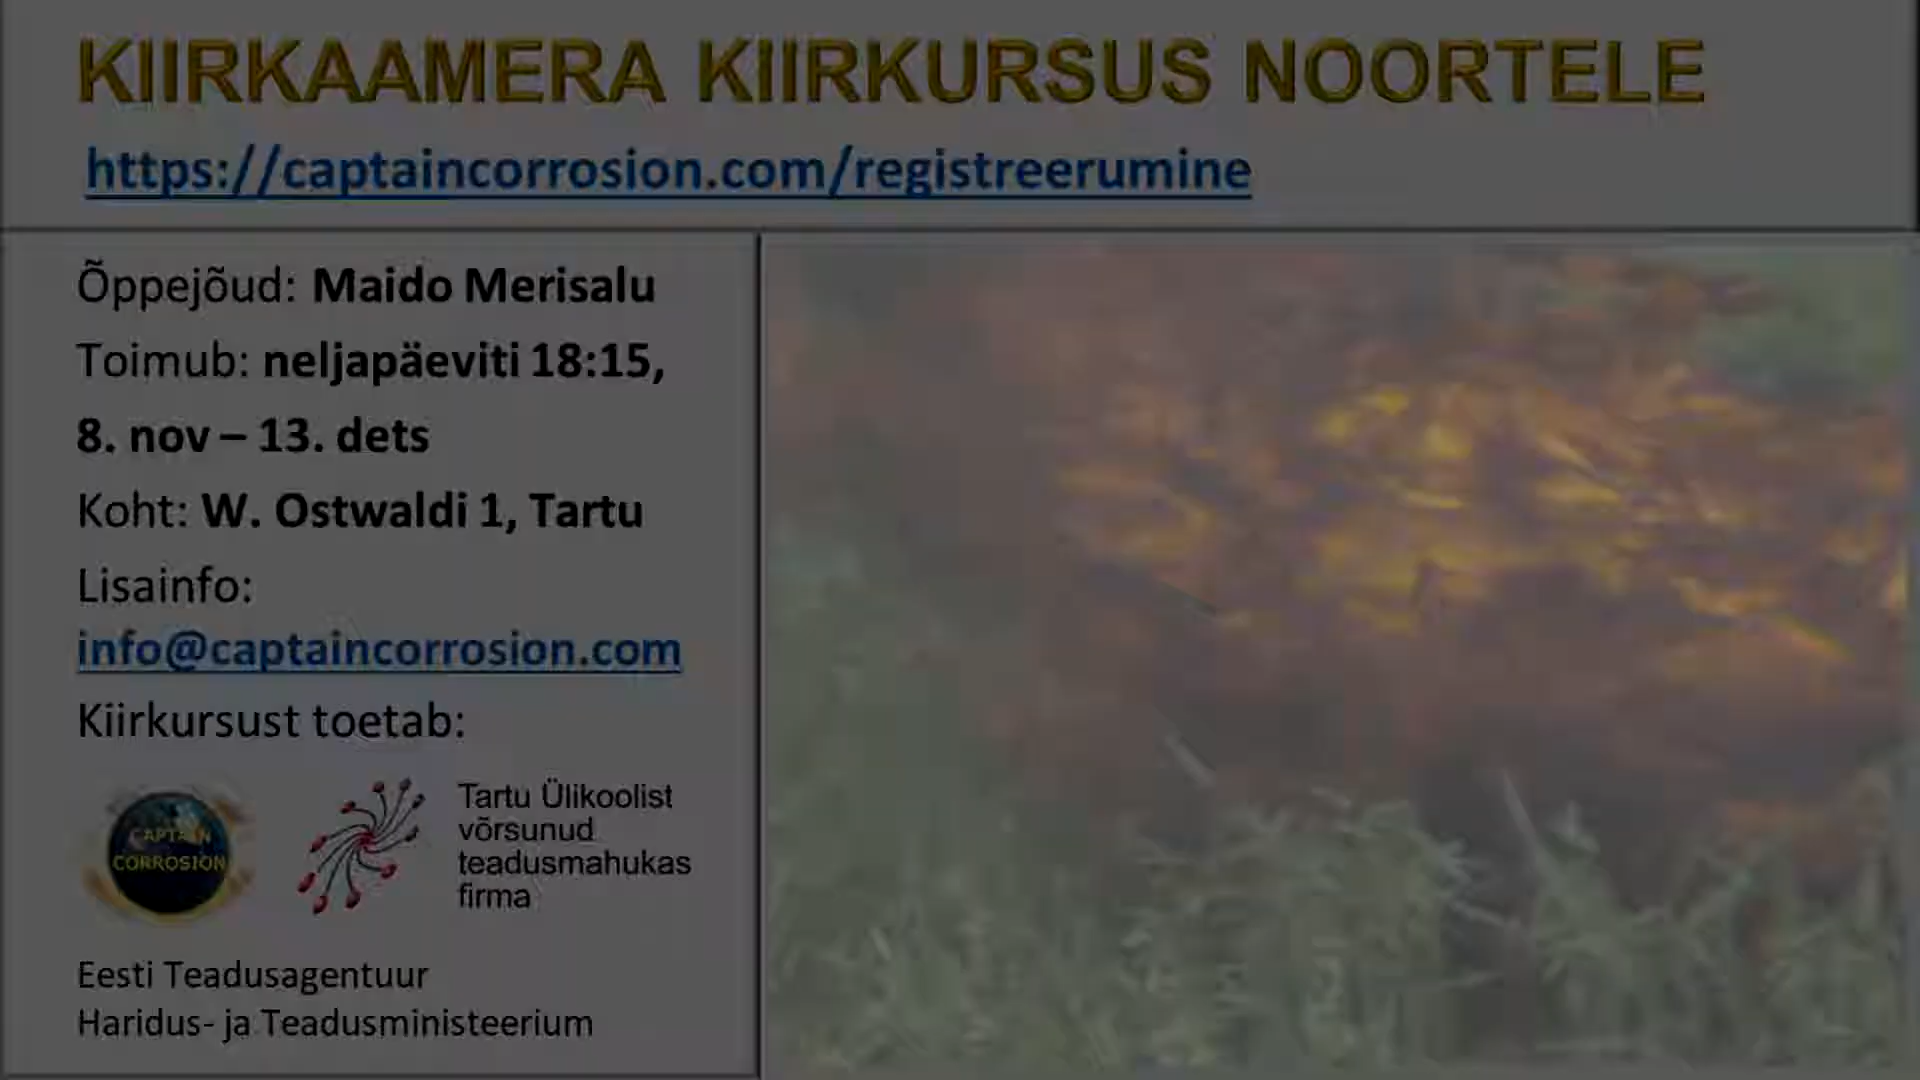 KIIRKAAMERA KIIRKURSUS NOORTELE
https://captaincorrosion.com/registreerumine
Õppejõud: Maido Merisalu
Toimub: neljapäeviti 18:15,
8. nov – 13. dets
Koht: W. Ostwaldi 1, Tartu
Lisainfo:
info@captaincorrosion.com
Kiirkursust toetab:
CAPTAIN
CORROSION
Tartu Ülikoolist
võrsunud
teadusmahukas
firma
Eesti Teadusagentuur
Haridus- ja Teadusministeerium